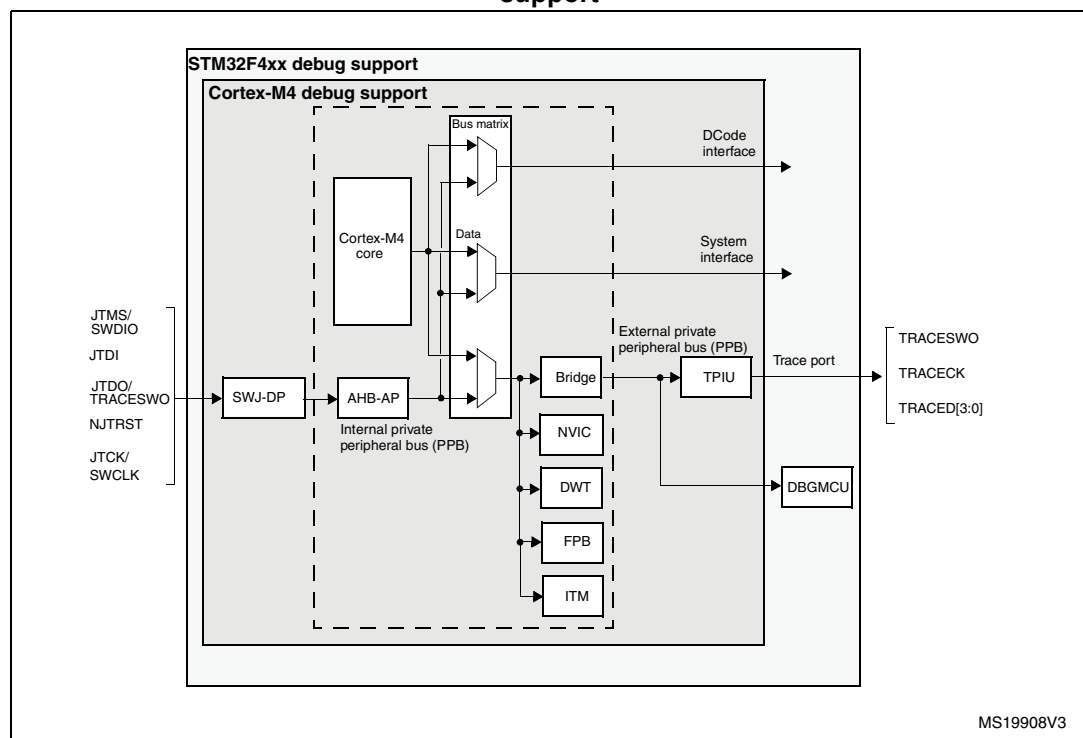 support
STM32F4xx debug support
Cortex-M4 debug support
Bus matrix
DCode
interface
Cortex-M4
core
Data
System
interface
JTMS/
SWDIO
JTDI
JTDO/
TRACESWO
NJTRST
JTCK/
SWCLK
SWJ-DP
AHB-AP
Internal private
peripheral bus (PPB)
External private
peripheral bus (PPB)
Bridge
NVIC
DWT
FPB
ITM
TPIU
Trace port
DBGMCU
TRACESWO
TRACECK
TRACED[3:0]
MS19908V3